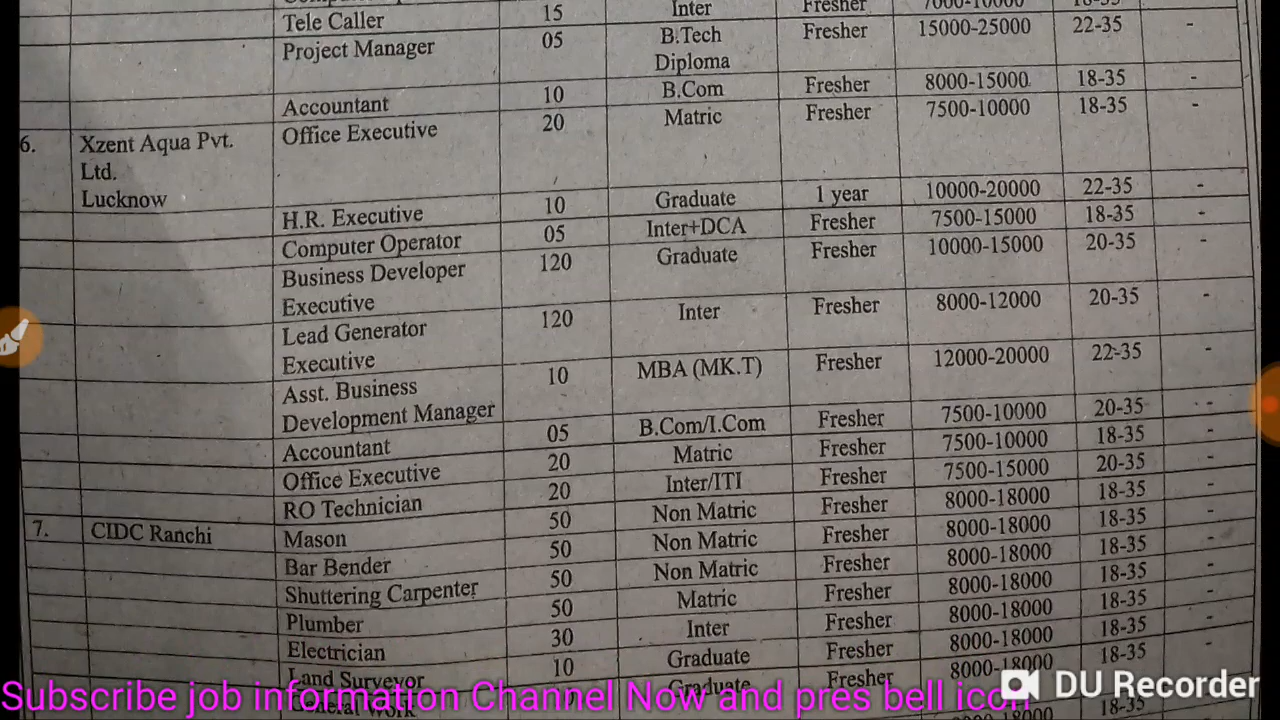 Tele Caller 15 Inter Fresher 7000-10000 18-35
Project Manager 05 B.Tech Fresher 15000-25000 22-35 -
Diploma
Accountant 10 B.Com Fresher 8000-15000 18-35 -
6. Xzent Aqua Pvt. Office Executive 20 Matric Fresher 7500-10000 18-35 -
Ltd.
Lucknow
H.R. Executive 10 Graduate 1 year 10000-20000 22-35 -
Computer Operator 05 Inter+DCA Fresher 7500-15000 18-35 -
Business Developer 120 Graduate Fresher 10000-15000 20-35 -
Executive
Lead Generator 120 Inter Fresher 8000-12000 20-35 -
Executive
Asst. Business 10 MBA (MK.T) Fresher 12000-20000 22-35 -
Development Manager
Accountant 05 B.Com/I.Com Fresher 7500-10000 20-35 -
Office Executive 20 Matric Fresher 7500-10000 18-35 -
RO Technician 20 Inter/ITI Fresher 7500-15000 20-35 -
7. CIDC Ranchi Mason 50 Non Matric Fresher 8000-18000 18-35 -
Bar Bender 50 Non Matric Fresher 8000-18000 18-35 -
Shuttering Carpenter 50 Non Matric Fresher 8000-18000 18-35 -
Plumber 50 Matric Fresher 8000-18000 18-35 -
Electrician 30 Inter Fresher 8000-18000 18-35 -
Land Surveyor 10 Graduate Fresher 8000-18000 18-35 -
General Work Graduate Fresher 8000-18000 18-35
18-35
Subscribe job information Channel Now and pres bell icon
DU Recorder